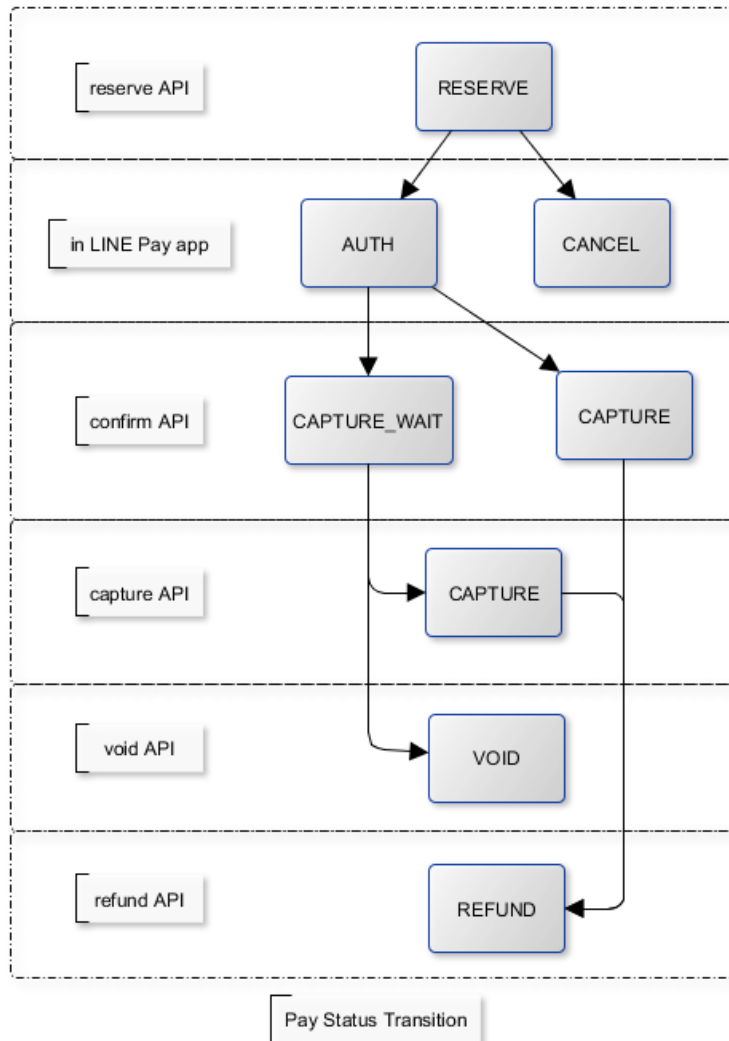 reserve API
RESERVE
in LINE Pay app
AUTH
CANCEL
confirm API
CAPTURE_WAIT
CAPTURE
capture API
CAPTURE
void API
VOID
refund API
REFUND
Pay Status Transition